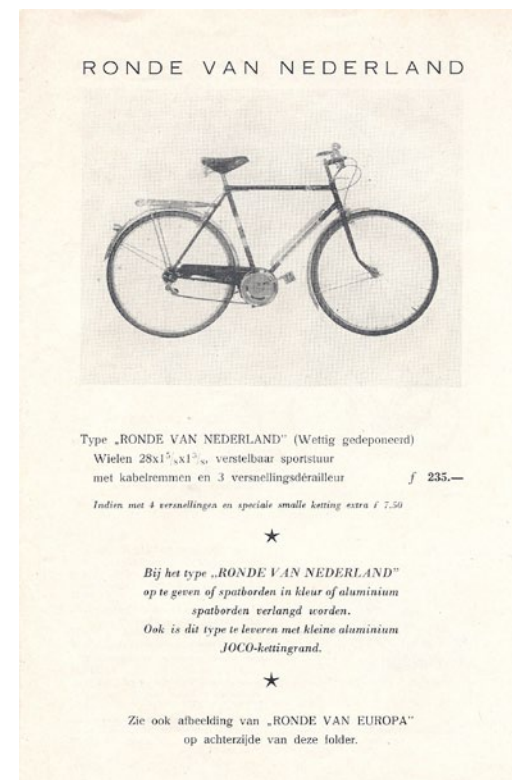 RONDE VAN NEDERLAND
Type „RONDE VAN NEDERLAND” (Wettig gedeponeerd)
Wielen 28x1⁵/₈x1³/₈, verstelbaar sportstuur
met kabelremmen en 3 versnellingsdérailleur f 235.—
Indien met 4 versnellingen en speciale smalle ketting extra f 7.50
★
Bij het type „RONDE VAN NEDERLAND”
op te geven of spatborden in kleur of aluminium
spatborden verlangd worden.
Ook is dit type te leveren met kleine aluminium
JOCO-kettingrand.
★
Zie ook afbeelding van „RONDE VAN EUROPA”
op achterzijde van deze folder.